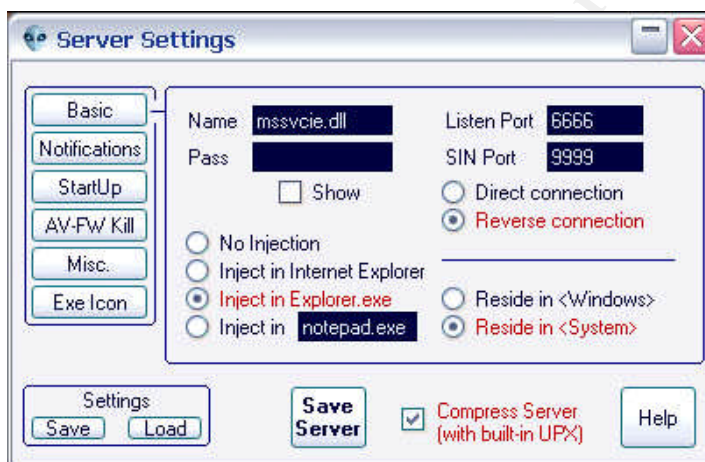 Server Settings
Basic
Notifications
StartUp
AV-FW Kill
Misc.
Exe Icon
Name mssvcie.dll
Pass
Show
Listen Port 6666
SIN Port 9999
Direct connection
Reverse connection
No Injection
Inject in Internet Explorer
Inject in Explorer.exe
Inject in notepad.exe
Reside in <Windows>
Reside in <System>
Settings
Save Load
Save
Server
Compress Server
(with built-in UPX)
Help